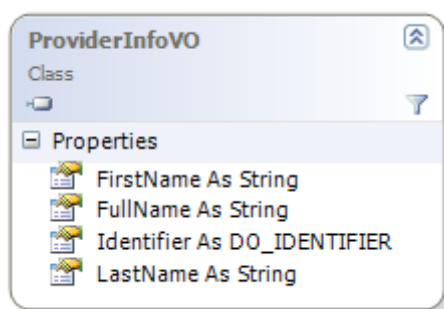 ProviderInfoVO
Class
Properties
FirstName As String
FullName As String
Identifier As DO_IDENTIFIER
LastName As String